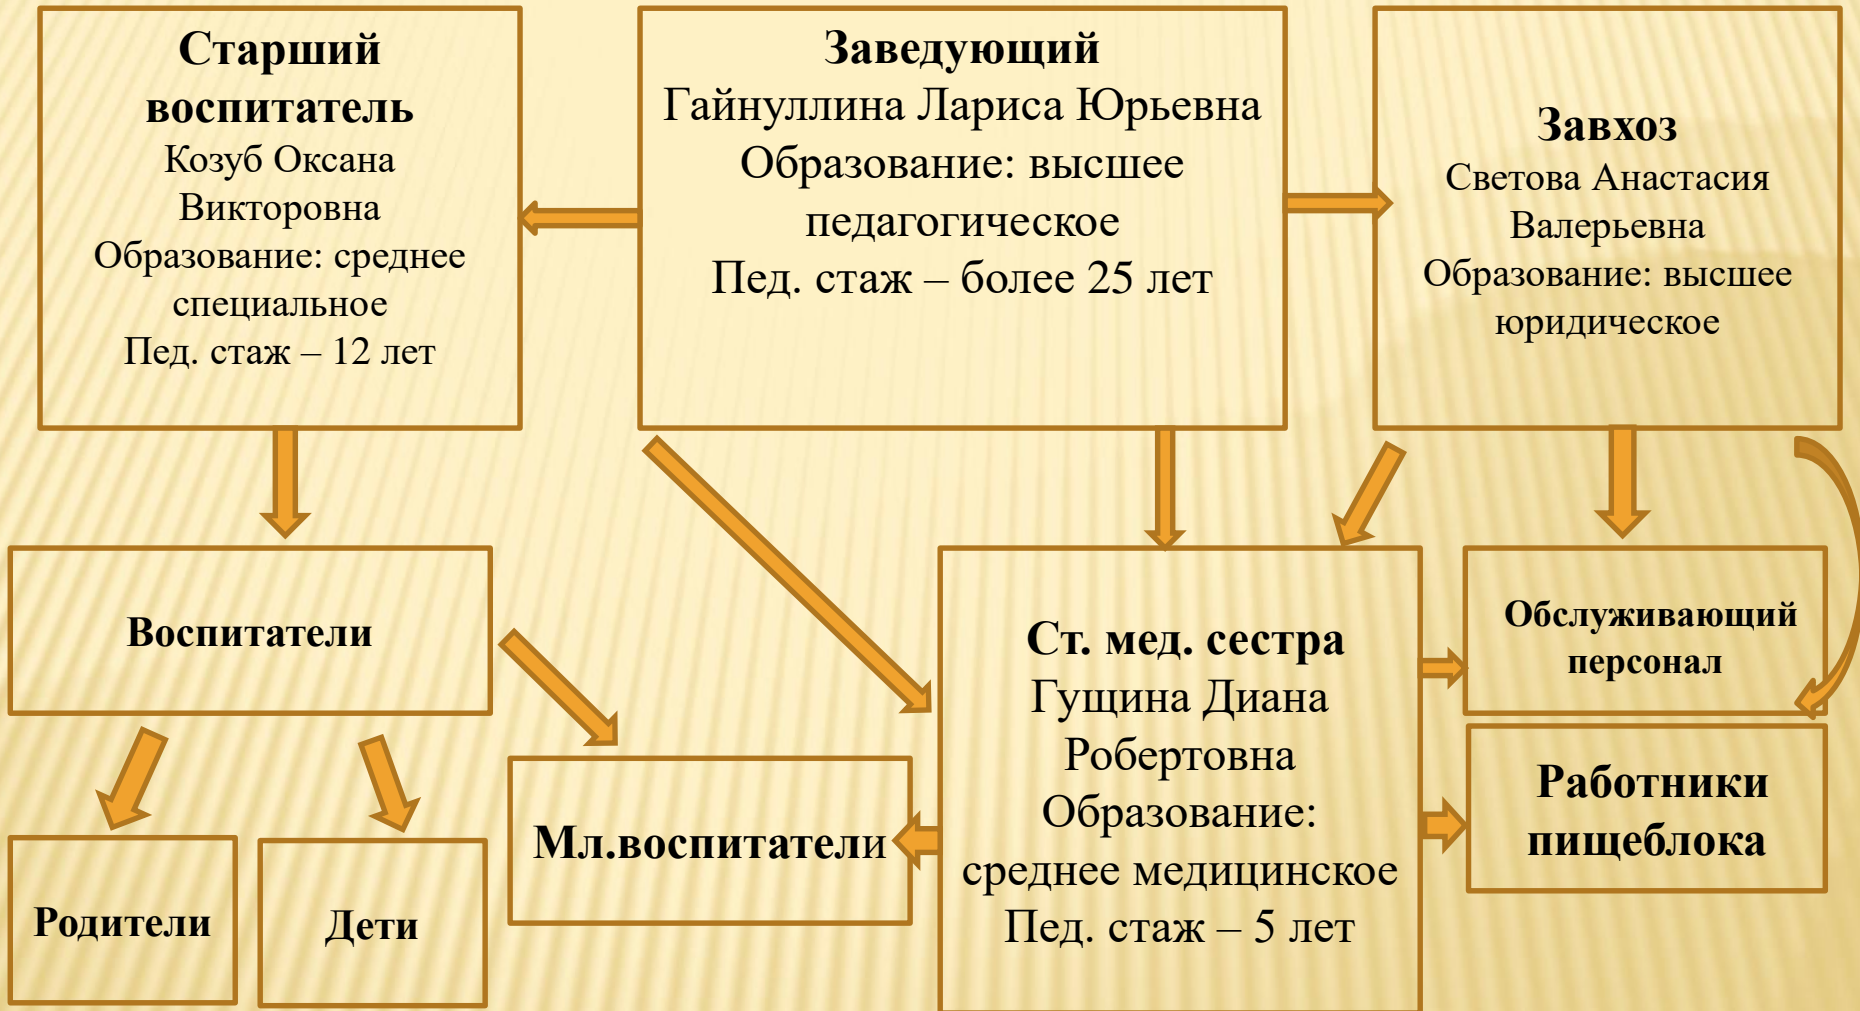 Старший
воспитатель
Козуб Оксана
Викторовна
Образование: среднее
специальное
Пед. стаж – 12 лет
Заведующий
Гайнуллина Лариса Юрьевна
Образование: высшее
педагогическое
Пед. стаж – более 25 лет
Завхоз
Светова Анастасия
Валерьевна
Образование: высшее
юридическое
Воспитатели
Родители
Дети
Мл.воспитатели
Ст. мед. сестра
Гущина Диана
Робертовна
Образование:
среднее медицинское
Пед. стаж – 5 лет
Обслуживающий
персонал
Работники
пищеблока